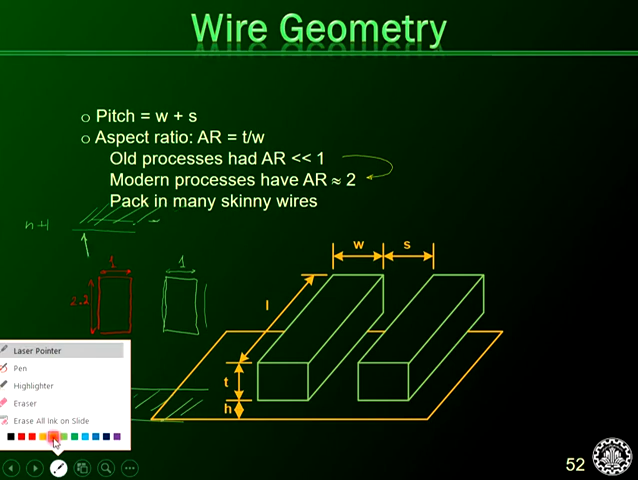 Wire Geometry
o Pitch = w + s
o Aspect ratio: AR = t/w
Old processes had AR << 1
Modern processes have AR ≈ 2
Pack in many skinny wires
n+1
1
1
2.2
w
s
l
t
h
Laser Pointer
Pen
Highlighter
Eraser
Erase All Ink on Slide
52